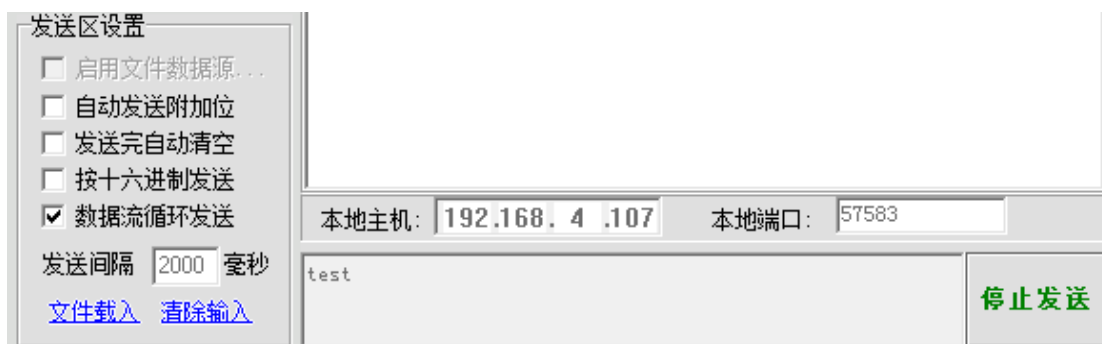 发送区设置
启用文件数据源...
自动发送附加位
发送完自动清空
按十六进制发送
数据流循环发送
发送间隔 2000 毫秒
文件载入 清除输入
本地主机: 192.168. 4 .107 本地端口: 57583
test
停止发送